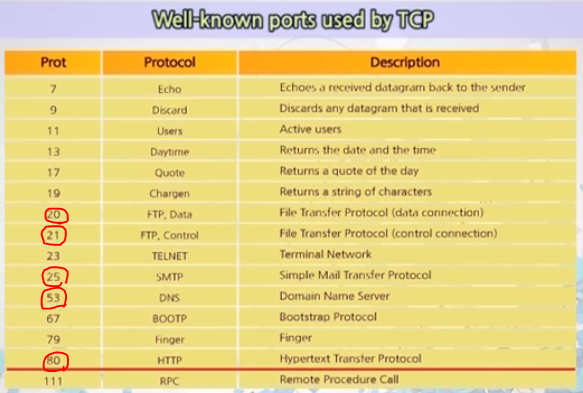 Well-known ports used by TCP
Prot Protocol Description
7 Echo Echoes a received datagram back to the sender
9 Discard Discards any datagram that is received
11 Users Active users
13 Daytime Returns the date and the time
17 Quote Returns a quote of the day
19 Chargen Returns a string of characters
20 FTP, Data File Transfer Protocol (data connection)
21 FTP, Control File Transfer Protocol (control connection)
23 TELNET Terminal Network
25 SMTP Simple Mail Transfer Protocol
53 DNS Domain Name Server
67 BOOTP Bootstrap Protocol
79 Finger Finger
80 HTTP Hypertext Transfer Protocol
111 RPC Remote Procedure Call